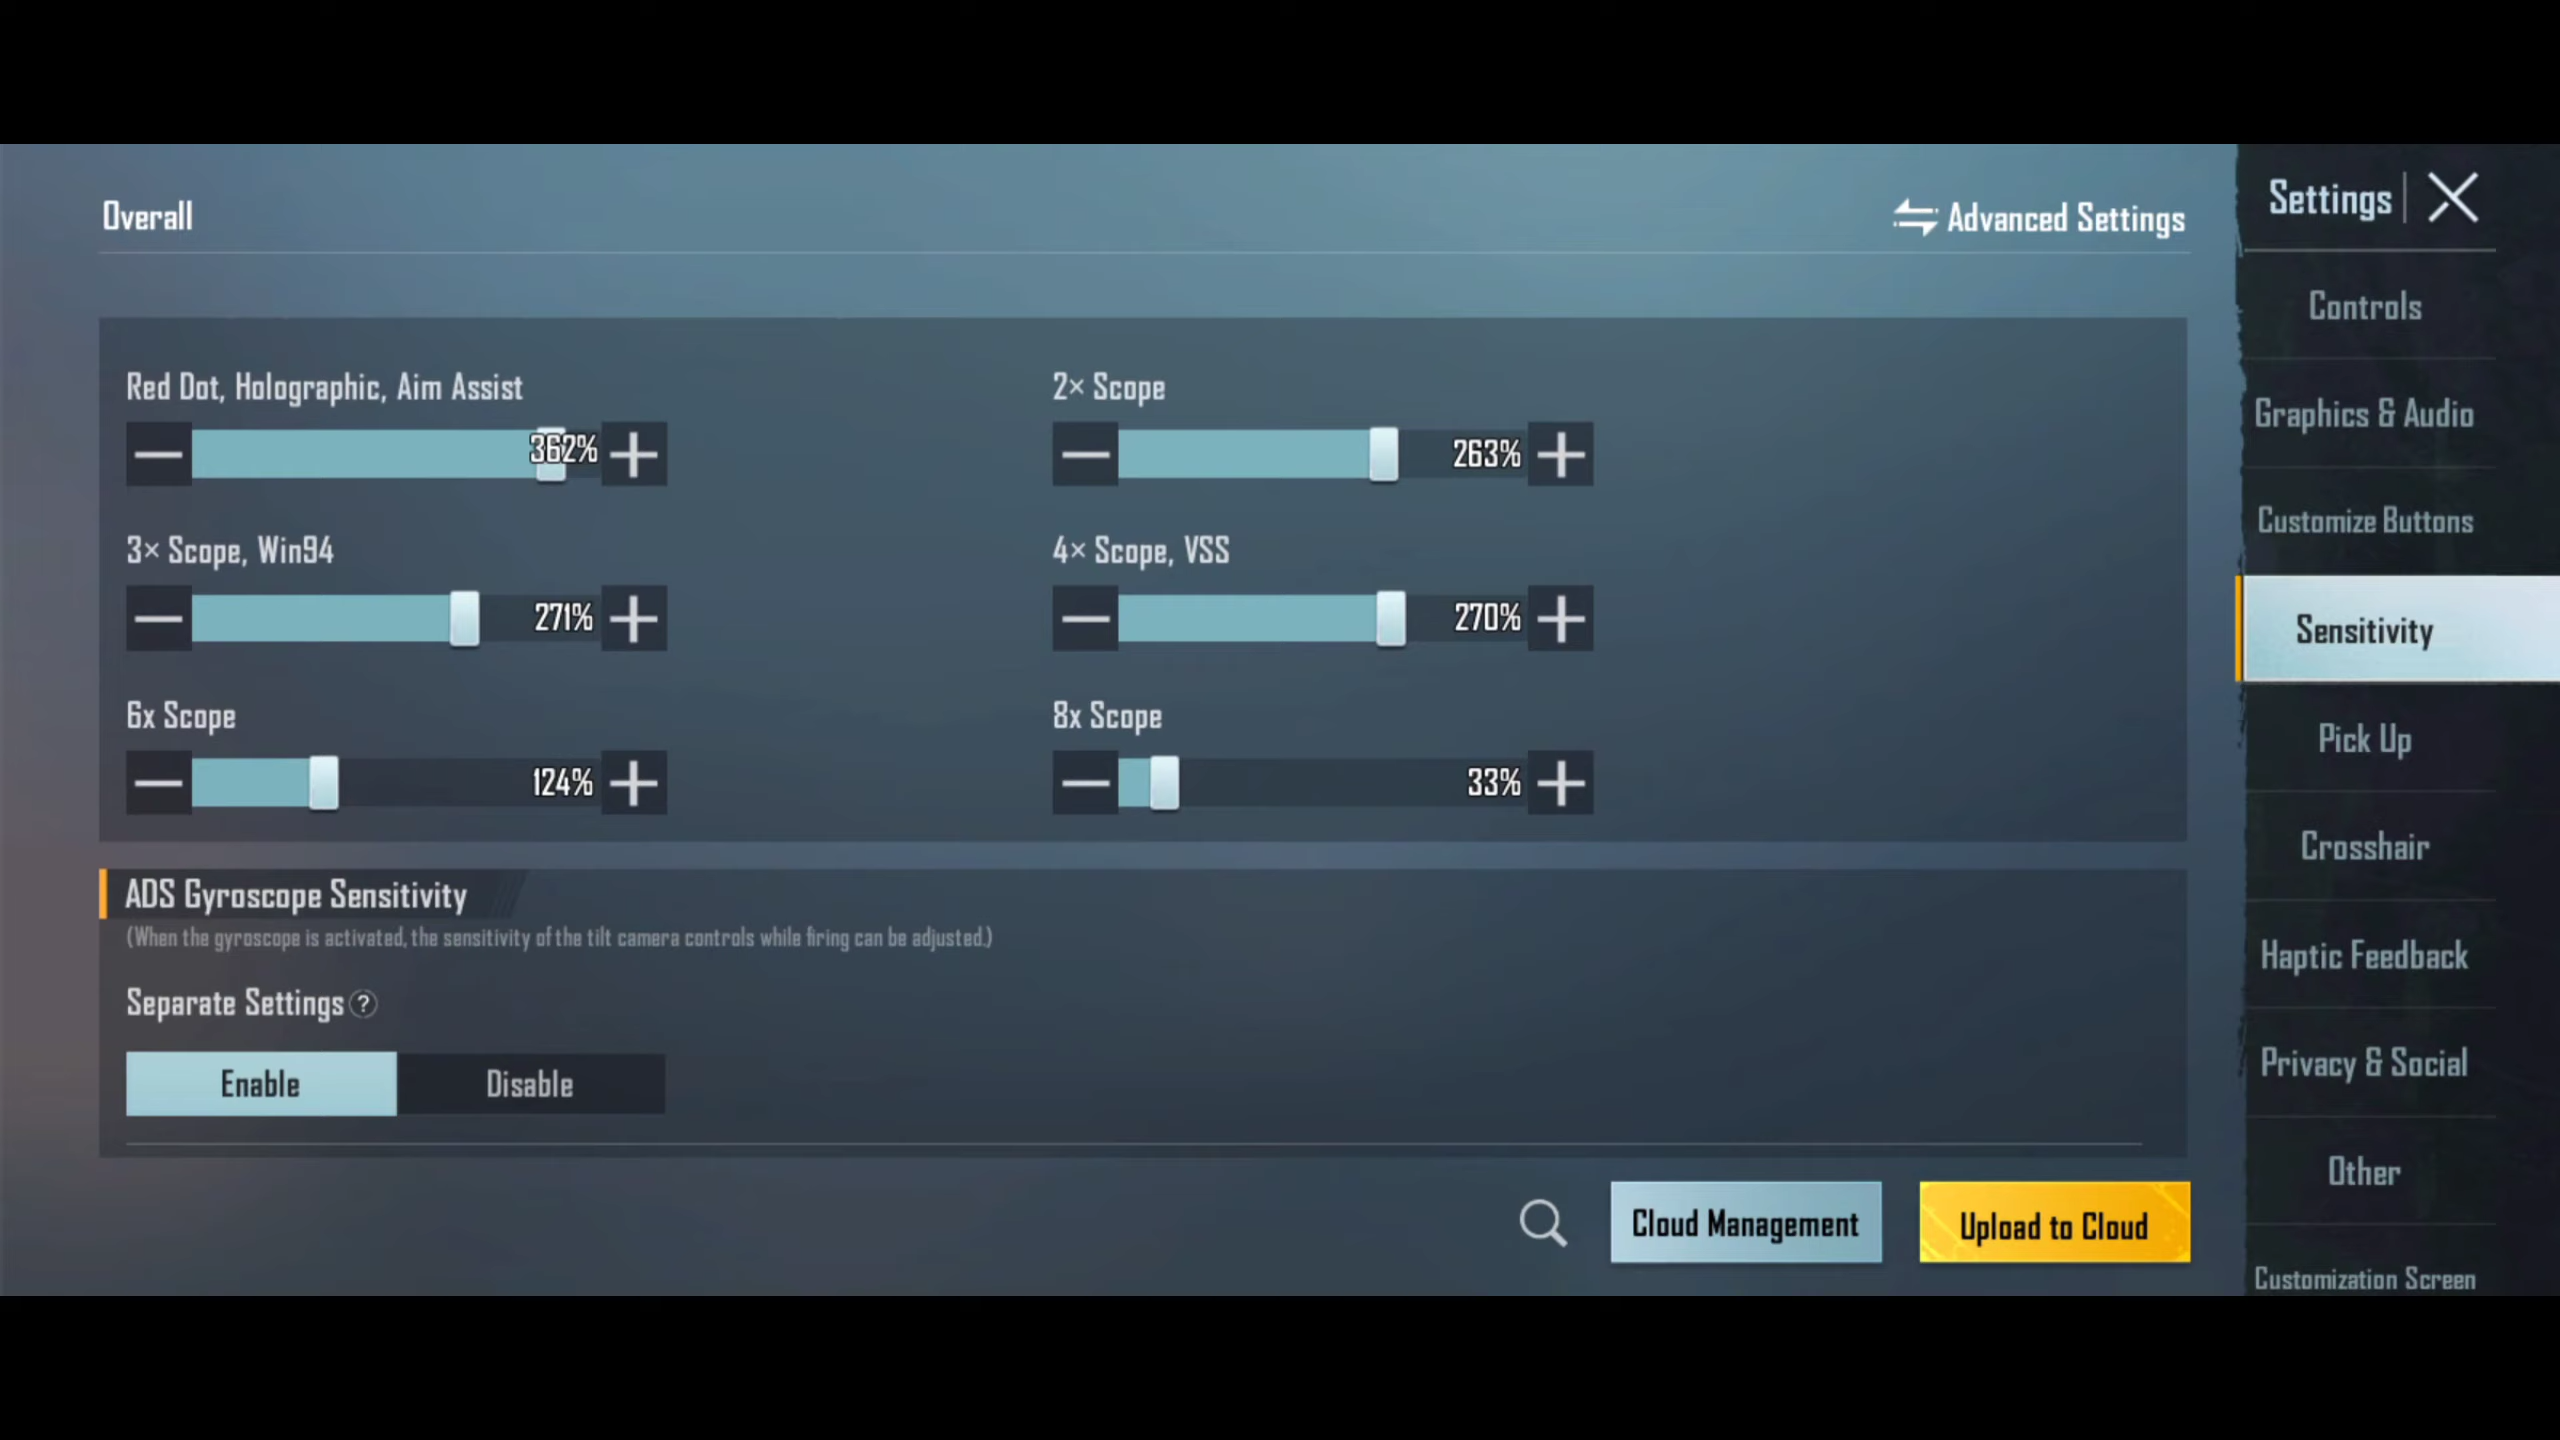 Overall
Advanced Settings
Red Dot, Holographic, Aim Assist
362%
2× Scope
263%
3× Scope, Win94
271%
4× Scope, VSS
270%
6x Scope
124%
8x Scope
33%
ADS Gyroscope Sensitivity
(When the gyroscope is activated, the sensitivity of the tilt camera controls while firing can be adjusted.)
Separate Settings ?
Enable
Disable
Cloud Management
Upload to Cloud
Settings
Controls
Graphics & Audio
Customize Buttons
Sensitivity
Pick Up
Crosshair
Haptic Feedback
Privacy & Social
Other
Customization Screen